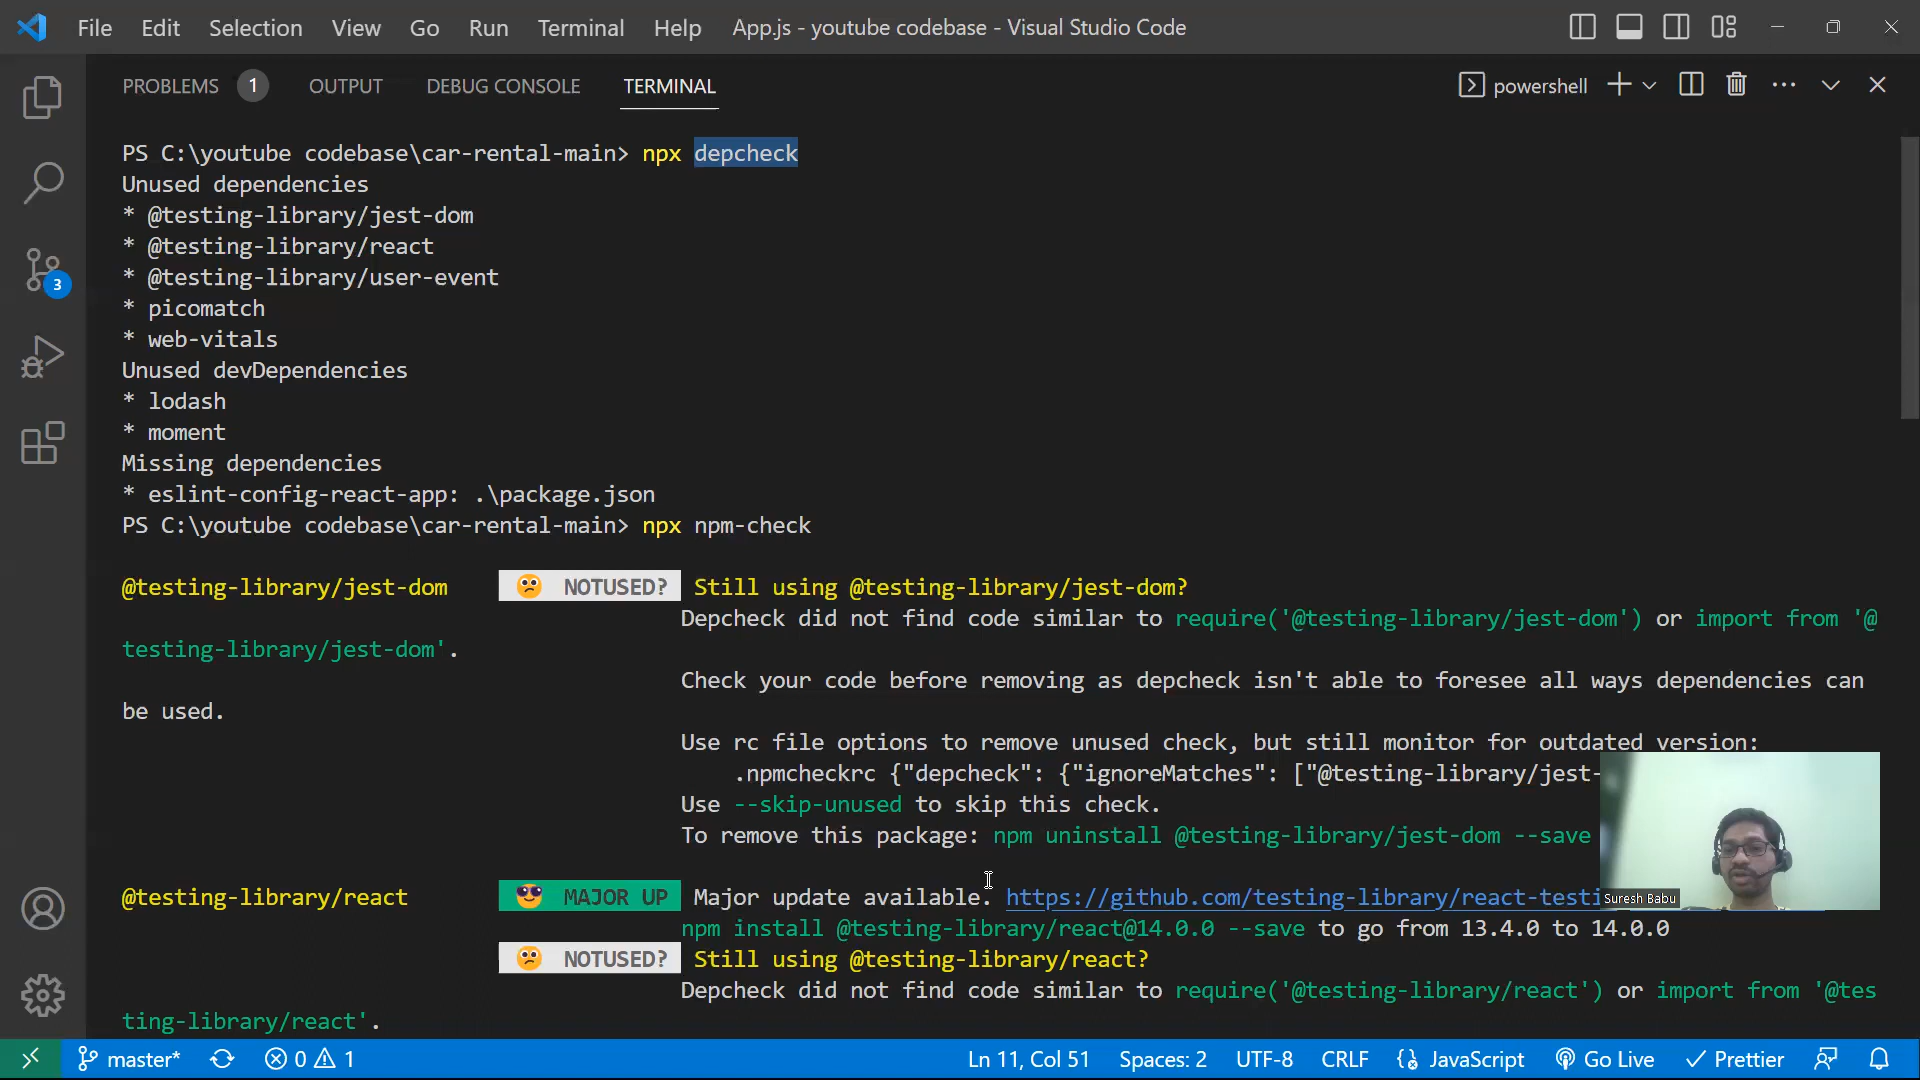 File Edit Selection View Go Run Terminal Help App.js - youtube codebase - Visual Studio Code
PROBLEMS 1 OUTPUT DEBUG CONSOLE TERMINAL powershell
PS C:\youtube codebase\car-rental-main> npx depcheck
Unused dependencies
* @testing-library/jest-dom
* @testing-library/react
* @testing-library/user-event
* picomatch
* web-vitals
Unused devDependencies
* lodash
* moment
Missing dependencies
* eslint-config-react-app: .\package.json
PS C:\youtube codebase\car-rental-main> npx npm-check
@testing-library/jest-dom 😕 NOTUSED? Still using @testing-library/jest-dom?
Depcheck did not find code similar to require('@testing-library/jest-dom') or import from '@
testing-library/jest-dom'.
Check your code before removing as depcheck isn't able to foresee all ways dependencies can
be used.
Use rc file options to remove unused check, but still monitor for outdated version:
.npmcheckrc {"depcheck": {"ignoreMatches": ["@testing-library/jest-
Use --skip-unused to skip this check.
To remove this package: npm uninstall @testing-library/jest-dom --save
@testing-library/react 😎 MAJOR UP Major update available. https://github.com/testing-library/react-testi
Suresh Babu
npm install @testing-library/react@14.0.0 --save to go from 13.4.0 to 14.0.0
😕 NOTUSED? Still using @testing-library/react?
Depcheck did not find code similar to require('@testing-library/react') or import from '@tes
ting-library/react'.
3
master* 0 1 Ln 11, Col 51 Spaces: 2 UTF-8 CRLF JavaScript Go Live Prettier